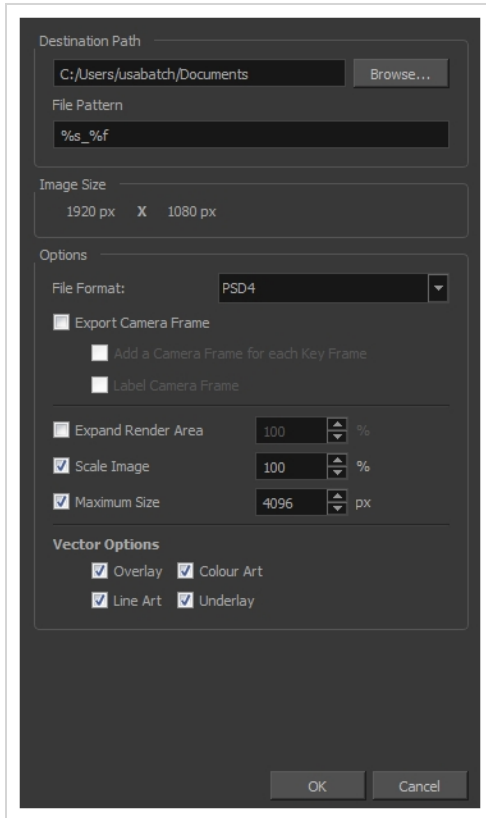 Destination Path
C:/Users/usabatch/Documents Browse...
File Pattern
%s_%f
Image Size
1920 px X 1080 px
Options
File Format: PSD4
Export Camera Frame
Add a Camera Frame for each Key Frame
Label Camera Frame
Expand Render Area 100 %
Scale Image 100 %
Maximum Size 4096 px
Vector Options
Overlay Colour Art
Line Art Underlay
OK Cancel